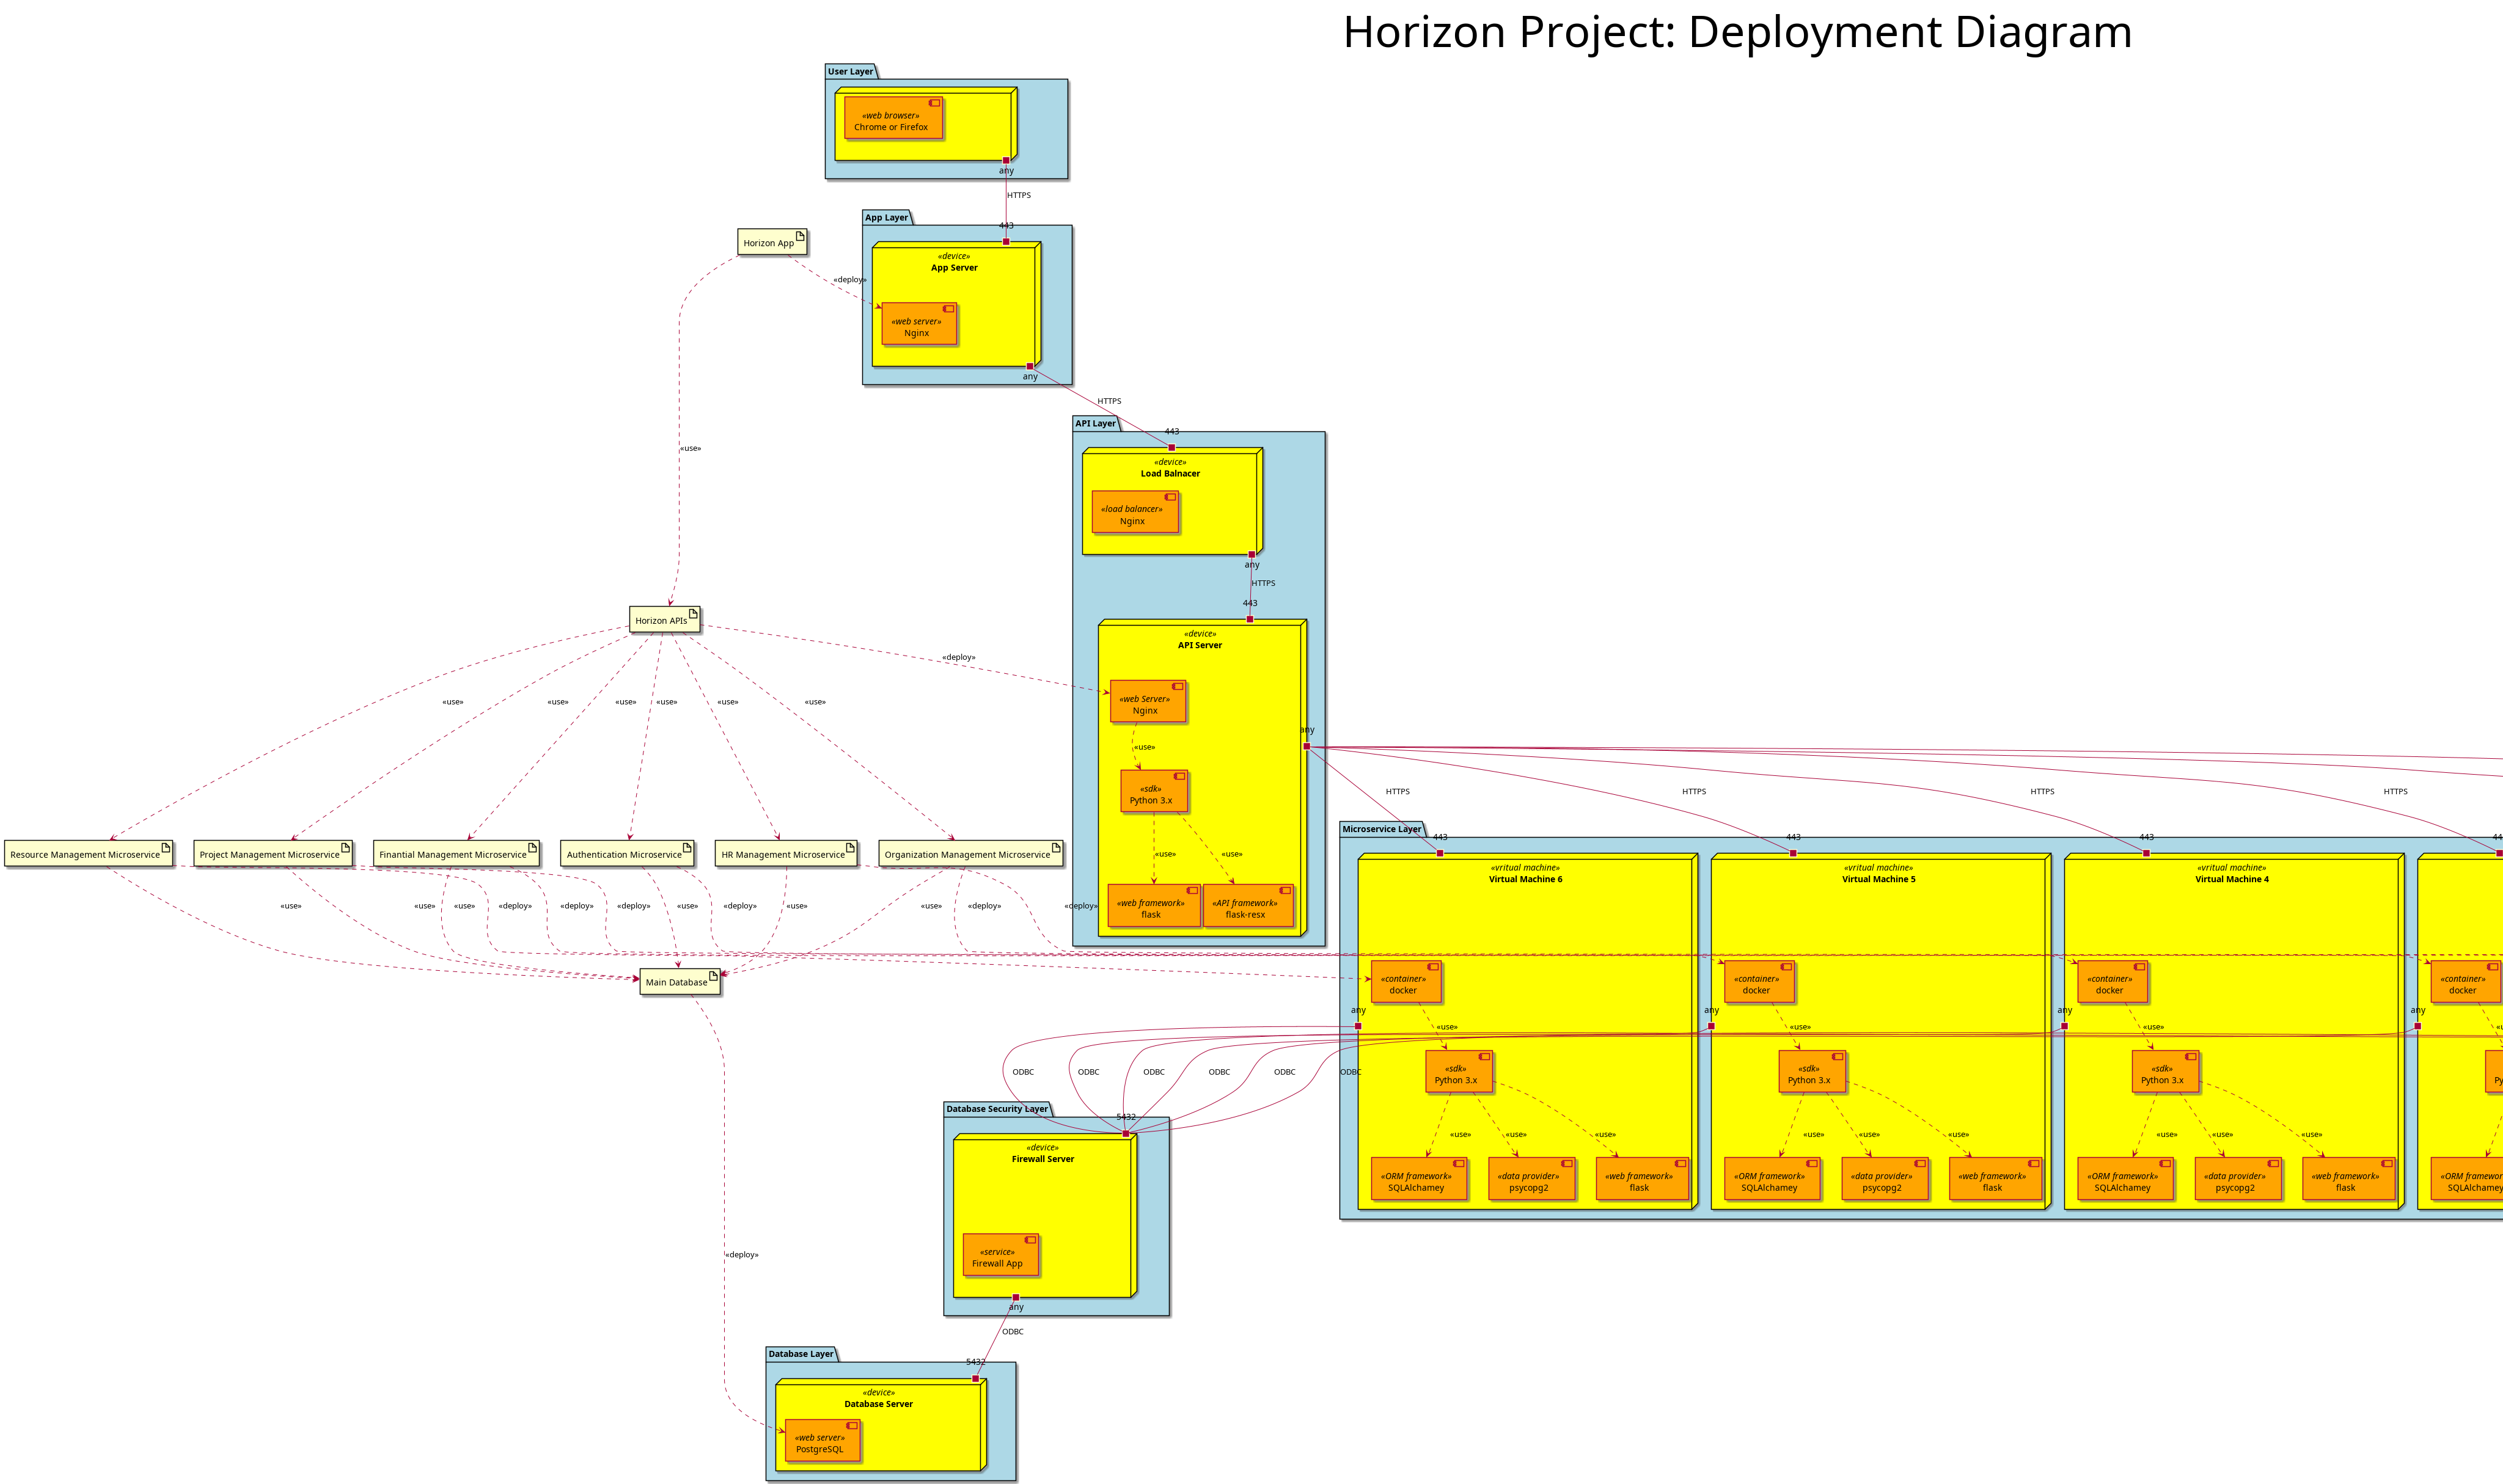 Horizon Project: Deployment Diagram
User Layer
«web browser»
Chrome or Firefox
any
HTTPS
App Layer
443
Horizon App
«device»
App Server
«deploy»
«web server»
Nginx
any
HTTPS
API Layer
443
«use»
«device»
Load Balnacer
«load balancer»
Nginx
any
HTTPS
443
Horizon APIs
«device»
API Server
«deploy»
«use»
«use»
«use»
«use»
«use»
«use»
«web Server»
Nginx
any
«use»
«sdk»
Python 3.x
HTTPS
HTTPS
HTTPS
HTTPS
Microservice Layer
443
443
443
44
Resource Management Microservice
Project Management Microservice
Finantial Management Microservice
Authentication Microservice
HR Management Microservice
Organization Management Microservice
«use»
«use»
«vritual machine»
Virtual Machine 6
«vritual machine»
Virtual Machine 5
«vritual machine»
Virtual Machine 4
«web framework»
flask
«API framework»
flask-resx
«use»
«use»
«use»
«deploy»
«deploy»
«deploy»
«use»
«deploy»
«use»
«use»
«deploy»
«deploy»
Main Database
«container»
docker
«container»
docker
«container»
docker
«container»
docker
any
any
any
any
«use»
«use»
«use»
«u
ODBC
ODBC
ODBC
ODBC
ODBC
ODBC
«sdk»
Python 3.x
«sdk»
Python 3.x
«sdk»
Python 3.x
Py
Database Security Layer
5432
«use»
«use»
«use»
«use»
«use»
«use»
«use»
«use»
«use»
«device»
Firewall Server
«ORM framework»
SQLAlchamey
«data provider»
psycopg2
«web framework»
flask
«ORM framework»
SQLAlchamey
«data provider»
psycopg2
«web framework»
flask
«ORM framework»
SQLAlchamey
«data provider»
psycopg2
«web framework»
flask
«ORM framework
SQLAlchamey
«deploy»
«service»
Firewall App
any
ODBC
Database Layer
5432
«device»
Database Server
«web server»
PostgreSQL